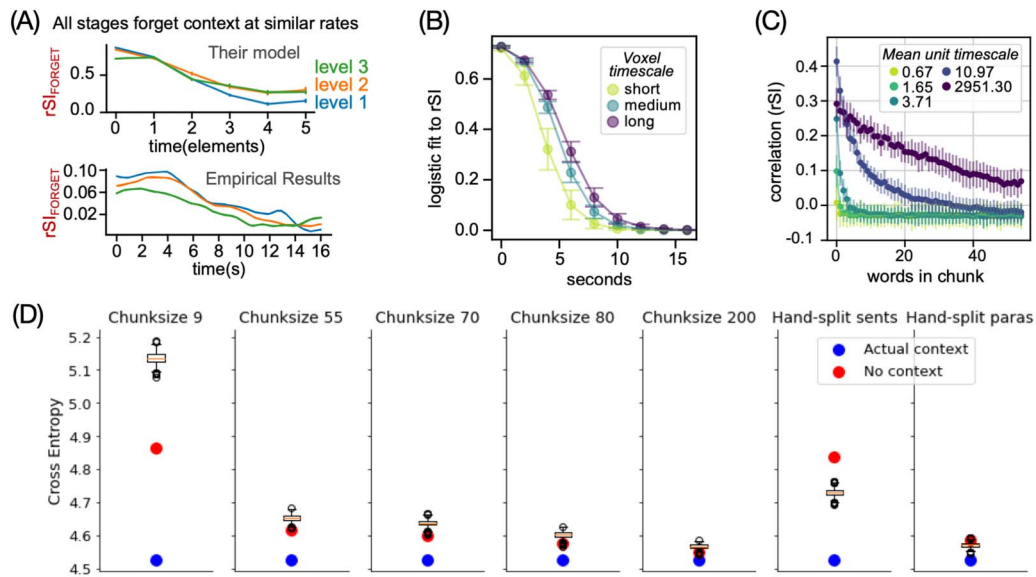 (A)
All stages forget context at similar rates
Their model
rSI_FORGET
0.5
0.0
level 3
level 2
level 1
0 1 2 3 4 5
time(elements)
Empirical Results
rSI_FORGET
0.10
0.06
0.02
0 2 4 6 8 10 12 14 16
time(s)
(B)
logistic fit to rSI
0.6
0.4
0.2
0.0
Voxel
timescale
short
medium
long
0 5 10 15
seconds
(C)
correlation (rSI)
0.4
0.3
0.2
0.1
0.0
-0.1
Mean unit timescale
0.67 10.97
1.65 2951.30
3.71
0 20 40
words in chunk
(D)
Chunksize 9 Chunksize 55 Chunksize 70 Chunksize 80 Chunksize 200 Hand-split sents Hand-split paras
Cross Entropy
5.2
5.1
5.0
4.9
4.8
4.7
4.6
4.5
Actual context
No context